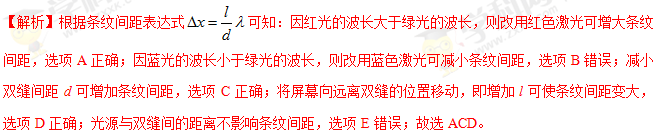 【解析】根据条纹间距表达式 Δx = l/d λ 可知：因红光的波长大于绿光的波长，则改用红色激光可增大条纹
间距，选项 A 正确；因蓝光的波长小于绿光的波长，则改用蓝色激光可减小条纹间距，选项 B 错误；减小
双缝间距 d 可增加条纹间距，选项 C 正确；将屏幕向远离双缝的位置移动，即增加 l 可使条纹间距变大，
选项 D 正确；光源与双缝间的距离不影响条纹间距，选项 E 错误；故选 ACD。